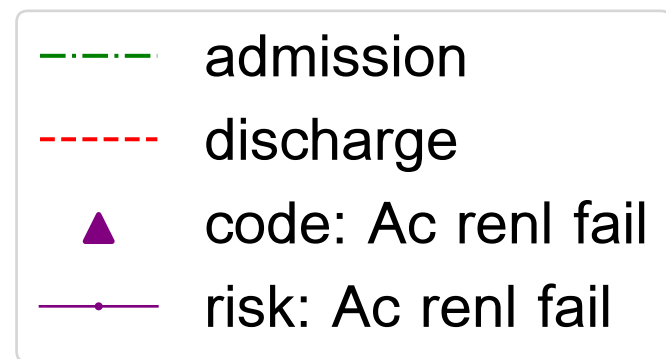 admission
discharge
code: Ac renl fail
risk: Ac renl fail